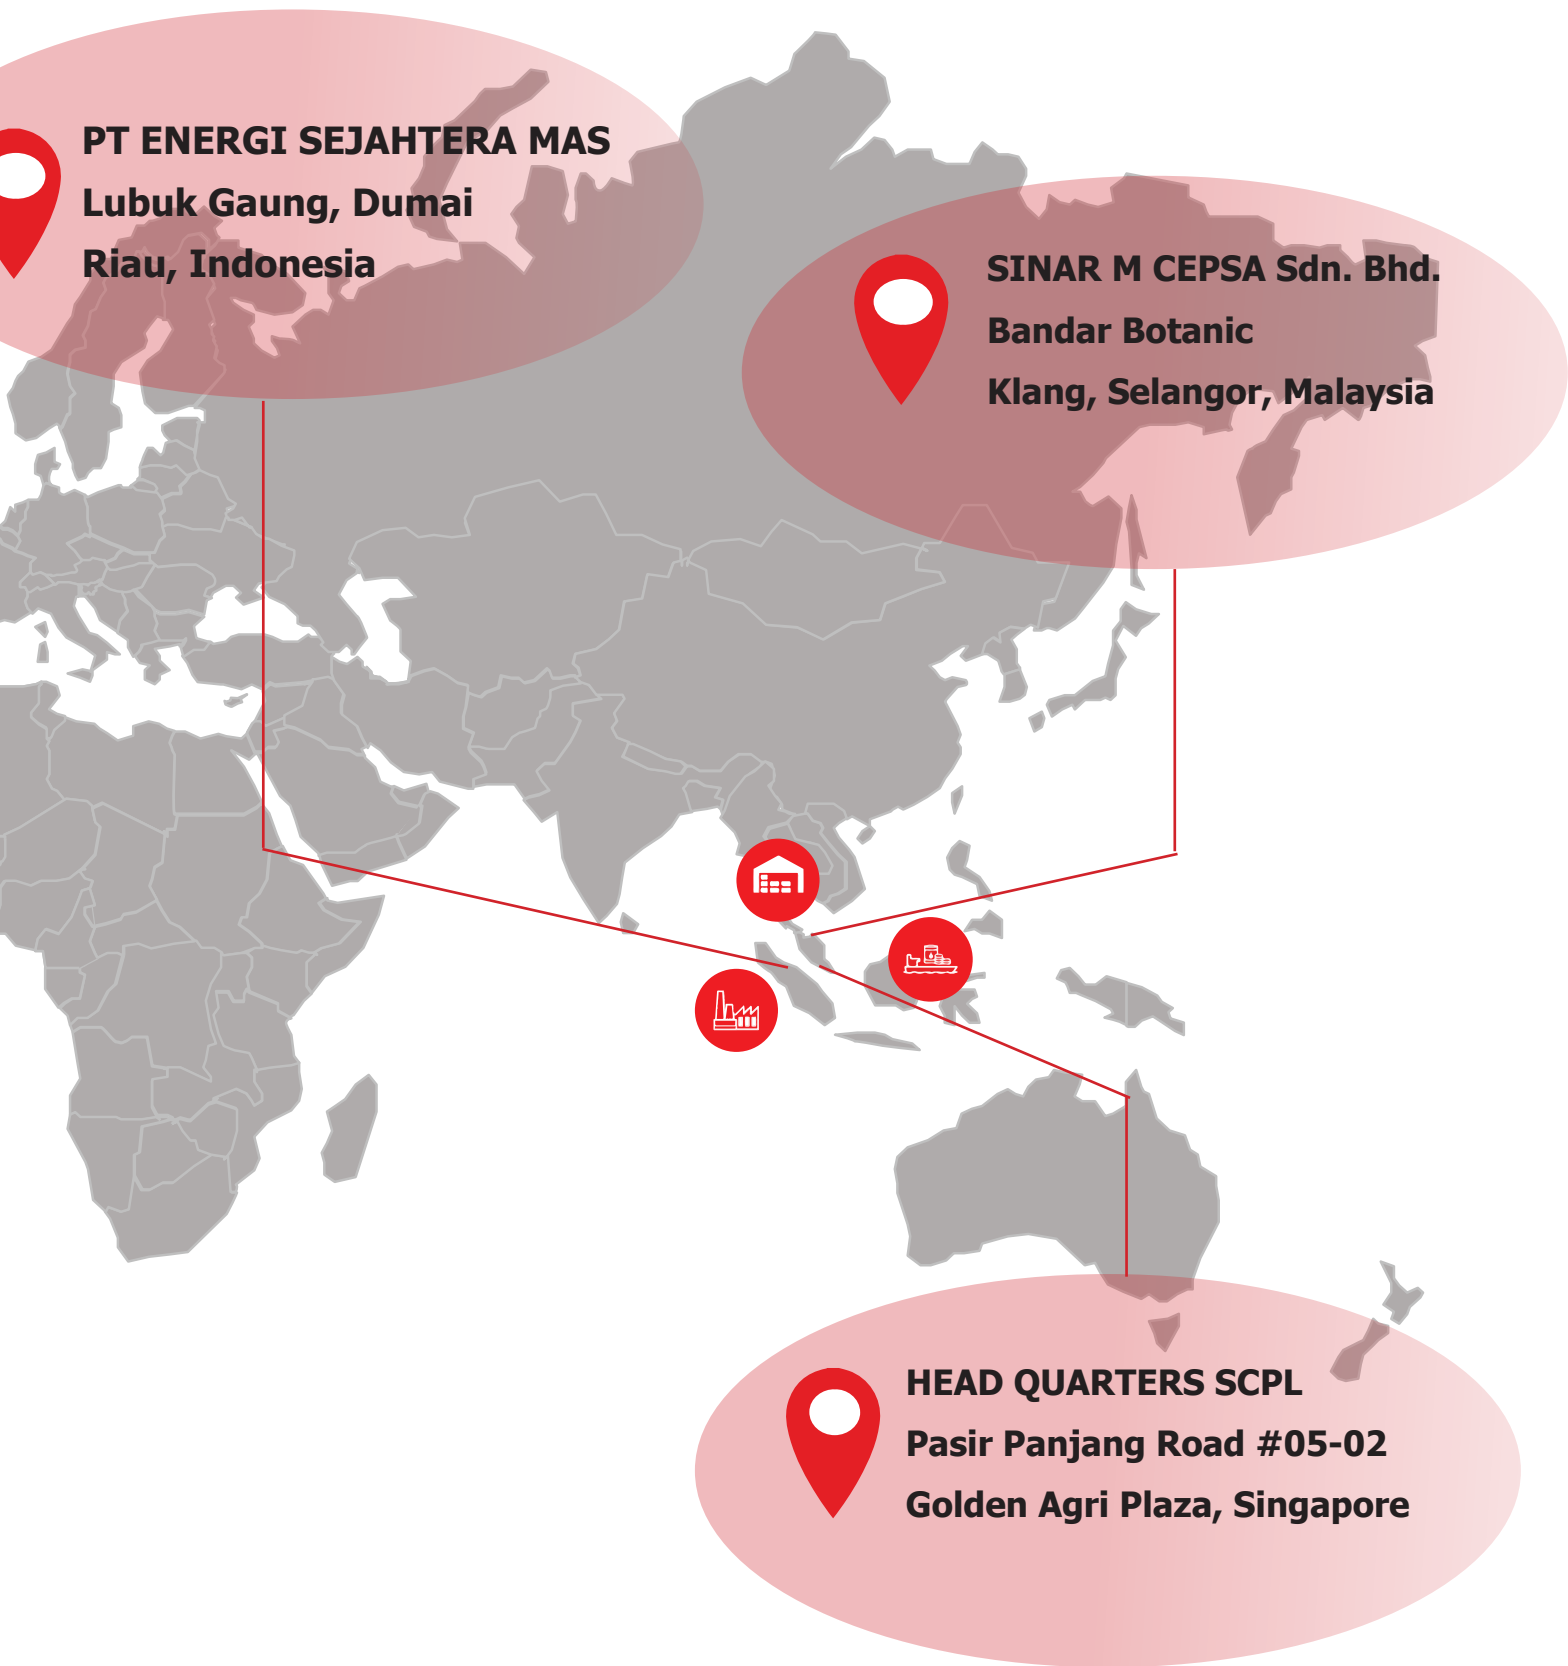 PT ENERGI SEJAHTERA MAS
Lubuk Gaung, Dumai
Riau, Indonesia
SINAR M CEPSA Sdn. Bhd.
Bandar Botanic
Klang, Selangor, Malaysia
HEAD QUARTERS SCPL
Pasir Panjang Road #05-02
Golden Agri Plaza, Singapore